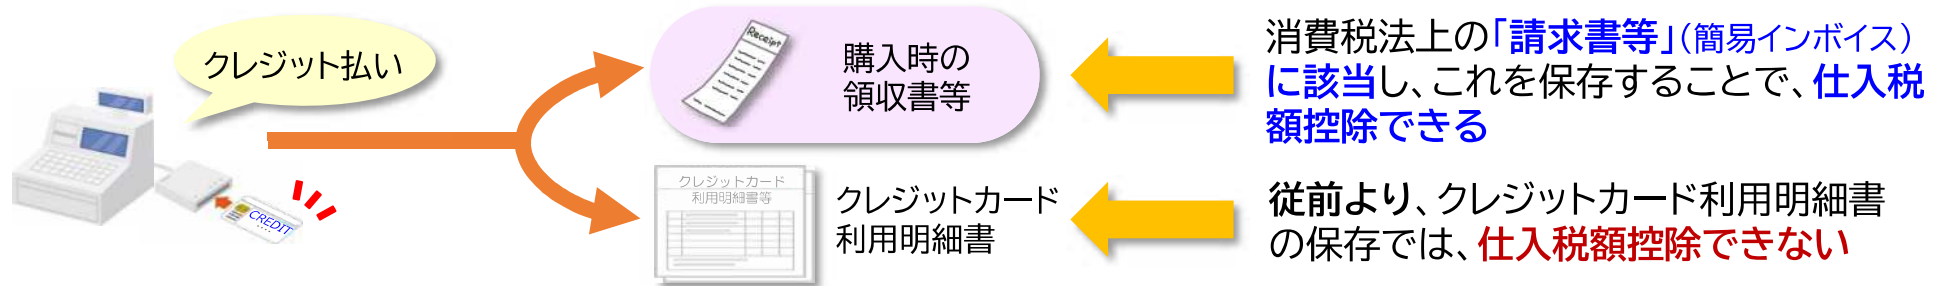 クレジット払い
CREDIT
Receipt
購入時の
領収書等
消費税法上の「請求書等」(簡易インボイス)
に該当し、これを保存することで、仕入税
額控除できる
クレジットカード
利用明細書等
クレジットカード
利用明細書
従前より、クレジットカード利用明細書
の保存では、仕入税額控除できない